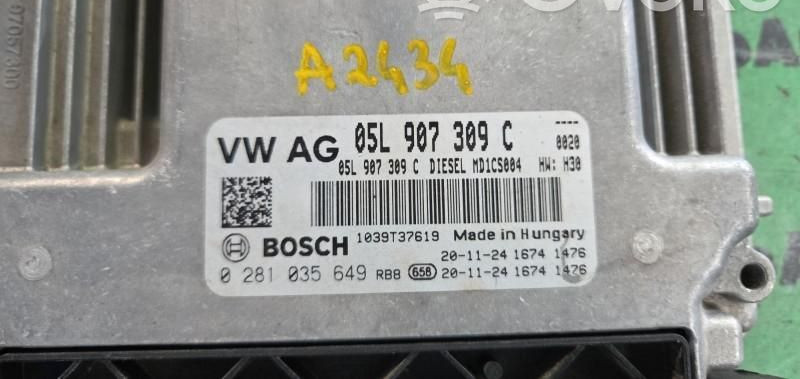 07057300
A2434
VW AG 05L 907 309 C
0020
05L 907 309 C DIESEL MD1CS004 HW: H30
BOSCH 1039T37619 Made in Hungary
20-11-24 1674 1476
0 281 035 649 RB8 658 20-11-24 1674 1476